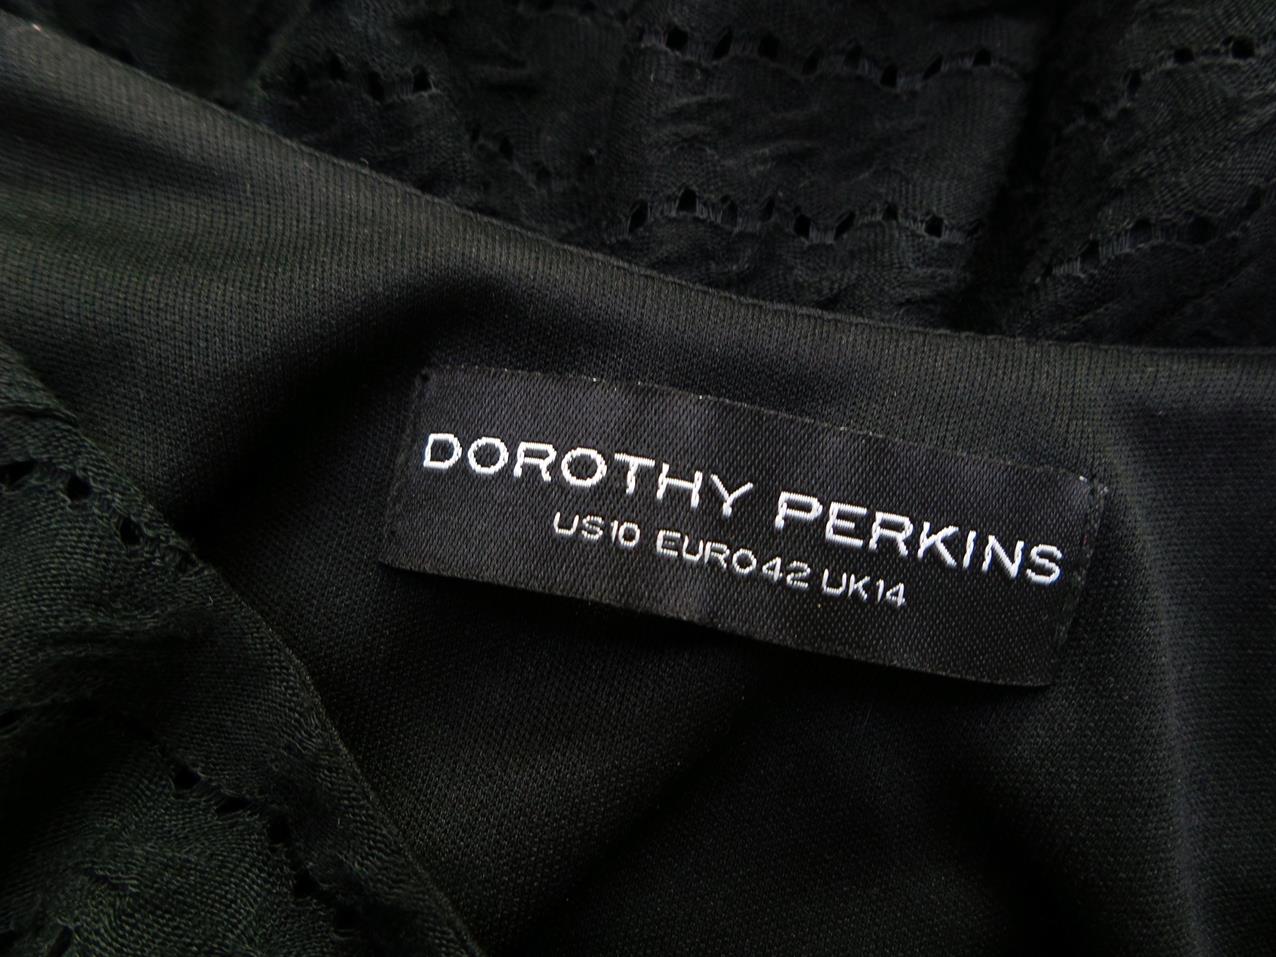 DOROTHY PERKINS
US10 EURO42 UK14